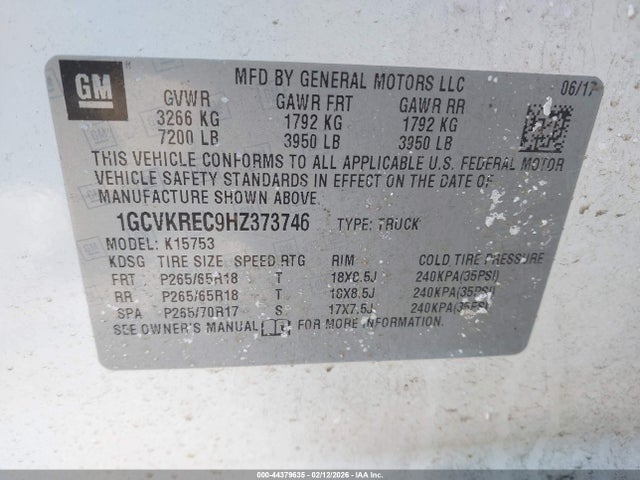 GM
MFD BY GENERAL MOTORS LLC 06/17
GVWR GAWR FRT GAWR RR
3266 KG 1792 KG 1792 KG
7200 LB 3950 LB 3950 LB
THIS VEHICLE CONFORMS TO ALL APPLICABLE U.S. FEDERAL MOTOR
VEHICLE SAFETY STANDARDS IN EFFECT ON THE DATE OF
MANUFACTURE SHOWN ABOVE.
1GCVKREC9HZ373746 TYPE: TRUCK
MODEL: K15753
KDSG TIRE SIZE SPEED RTG RIM COLD TIRE PRESSURE
FRT P265/65R18 T 18X8.5J 240KPA(35PSI)
RR P265/65R18 T 18X8.5J 240KPA(35PSI)
SPA P265/70R17 S 17X7.5J 240KPA(35PSI)
SEE OWNER'S MANUAL FOR MORE INFORMATION.
000-44379635 - 02/12/2026 - IAA Inc. (C)